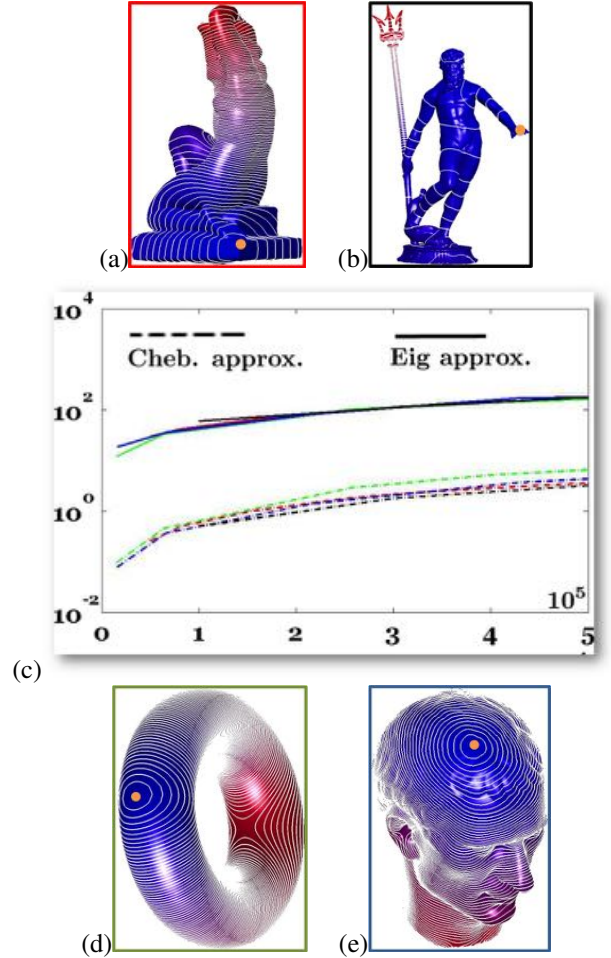 (a)
(b)
10^4
Cheb. approx.
Eig approx.
10^2
10^0
10^-2
10^5
0 1 2 3 4 5
(c)
(d)
(e)